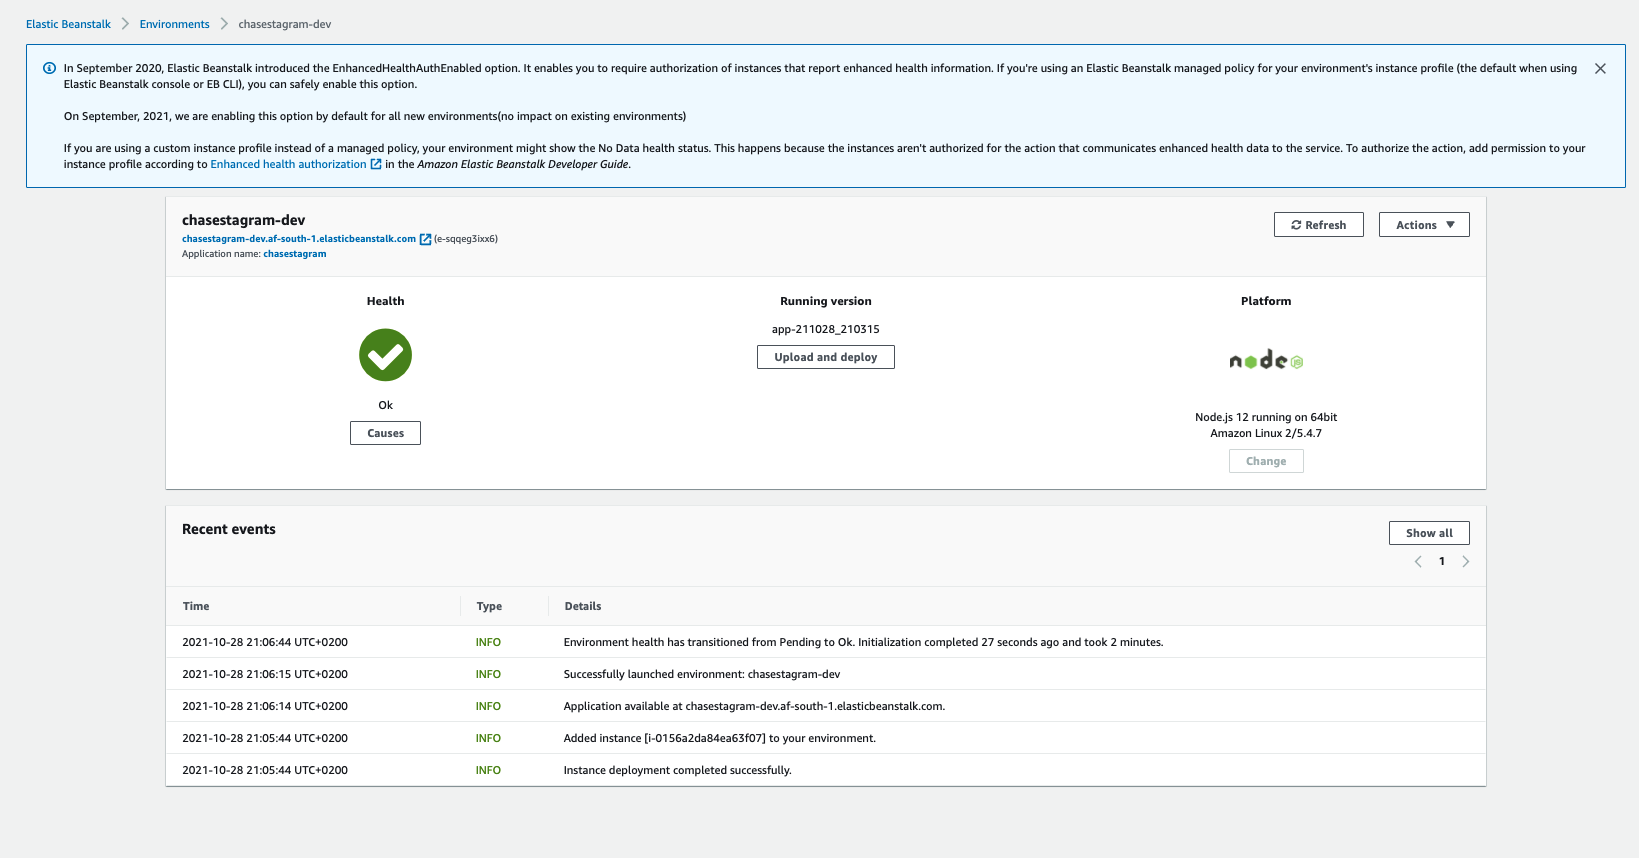 Elastic Beanstalk > Environments > chasestagram-dev
In September 2020, Elastic Beanstalk introduced the EnhancedHealthAuthEnabled option. It enables you to require authorization of instances that report enhanced health information. If you're using an Elastic Beanstalk managed policy for your environment's instance profile (the default when using
Elastic Beanstalk console or EB CLI), you can safely enable this option.
On September, 2021, we are enabling this option by default for all new environments(no impact on existing environments)
If you are using a custom instance profile instead of a managed policy, your environment might show the No Data health status. This happens because the instances aren't authorized for the action that communicates enhanced health data to the service. To authorize the action, add permission to your
instance profile according to Enhanced health authorization in the Amazon Elastic Beanstalk Developer Guide.
chasestagram-dev
Refresh
Actions
chasestagram-dev.af-south-1.elasticbeanstalk.com (e-sqqeg3ixx6)
Application name: chasestagram
Health
Ok
Causes
Running version
app-211028_210315
Upload and deploy
Platform
node JS
Node.js 12 running on 64bit
Amazon Linux 2/5.4.7
Change
Recent events
Show all
1
Time Type Details
2021-10-28 21:06:44 UTC+0200 INFO Environment health has transitioned from Pending to Ok. Initialization completed 27 seconds ago and took 2 minutes.
2021-10-28 21:06:15 UTC+0200 INFO Successfully launched environment: chasestagram-dev
2021-10-28 21:06:14 UTC+0200 INFO Application available at chasestagram-dev.af-south-1.elasticbeanstalk.com.
2021-10-28 21:05:44 UTC+0200 INFO Added instance [i-0156a2da84ea63f07] to your environment.
2021-10-28 21:05:44 UTC+0200 INFO Instance deployment completed successfully.